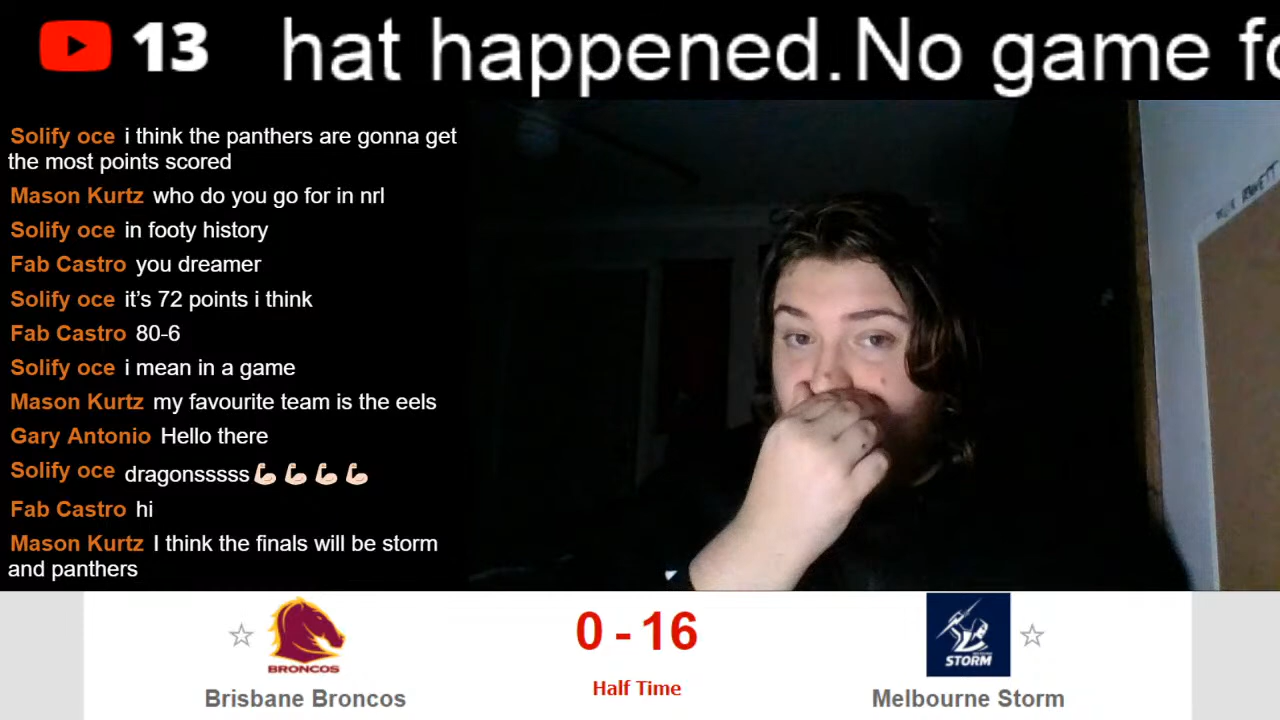 13
hat happened.No game fo
Solify oce i think the panthers are gonna get
the most points scored
Mason Kurtz who do you go for in nrl
Solify oce in footy history
Fab Castro you dreamer
Solify oce it's 72 points i think
Fab Castro 80-6
Solify oce i mean in a game
Mason Kurtz my favourite team is the eels
Gary Antonio Hello there
Solify oce dragonsssss💪🏻💪🏻💪🏻💪🏻
Fab Castro hi
Mason Kurtz I think the finals will be storm
and panthers
BRONCOS
Brisbane Broncos
0 - 16
Half Time
STORM
Melbourne Storm